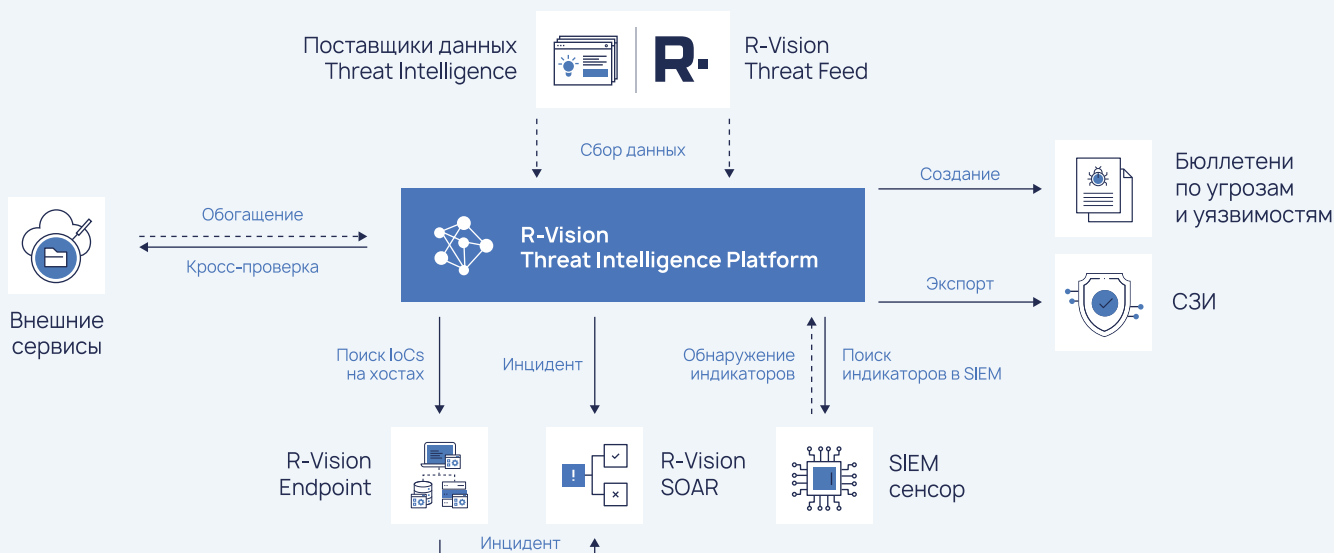 Поставщики данных
Threat Intelligence
R·
R-Vision
Threat Feed
Сбор данных
Создание
Бюллетени
по угрозам
и уязвимостям
Обогащение
Кросс-проверка
R-Vision
Threat Intelligence Platform
Внешние
сервисы
Экспорт
СЗИ
Поиск IoCs
на хостах
Инцидент
Обнаружение
индикаторов
Поиск
индикаторов в SIEM
R-Vision
Endpoint
!
R-Vision
SOAR
SIEM
сенсор
Инцидент